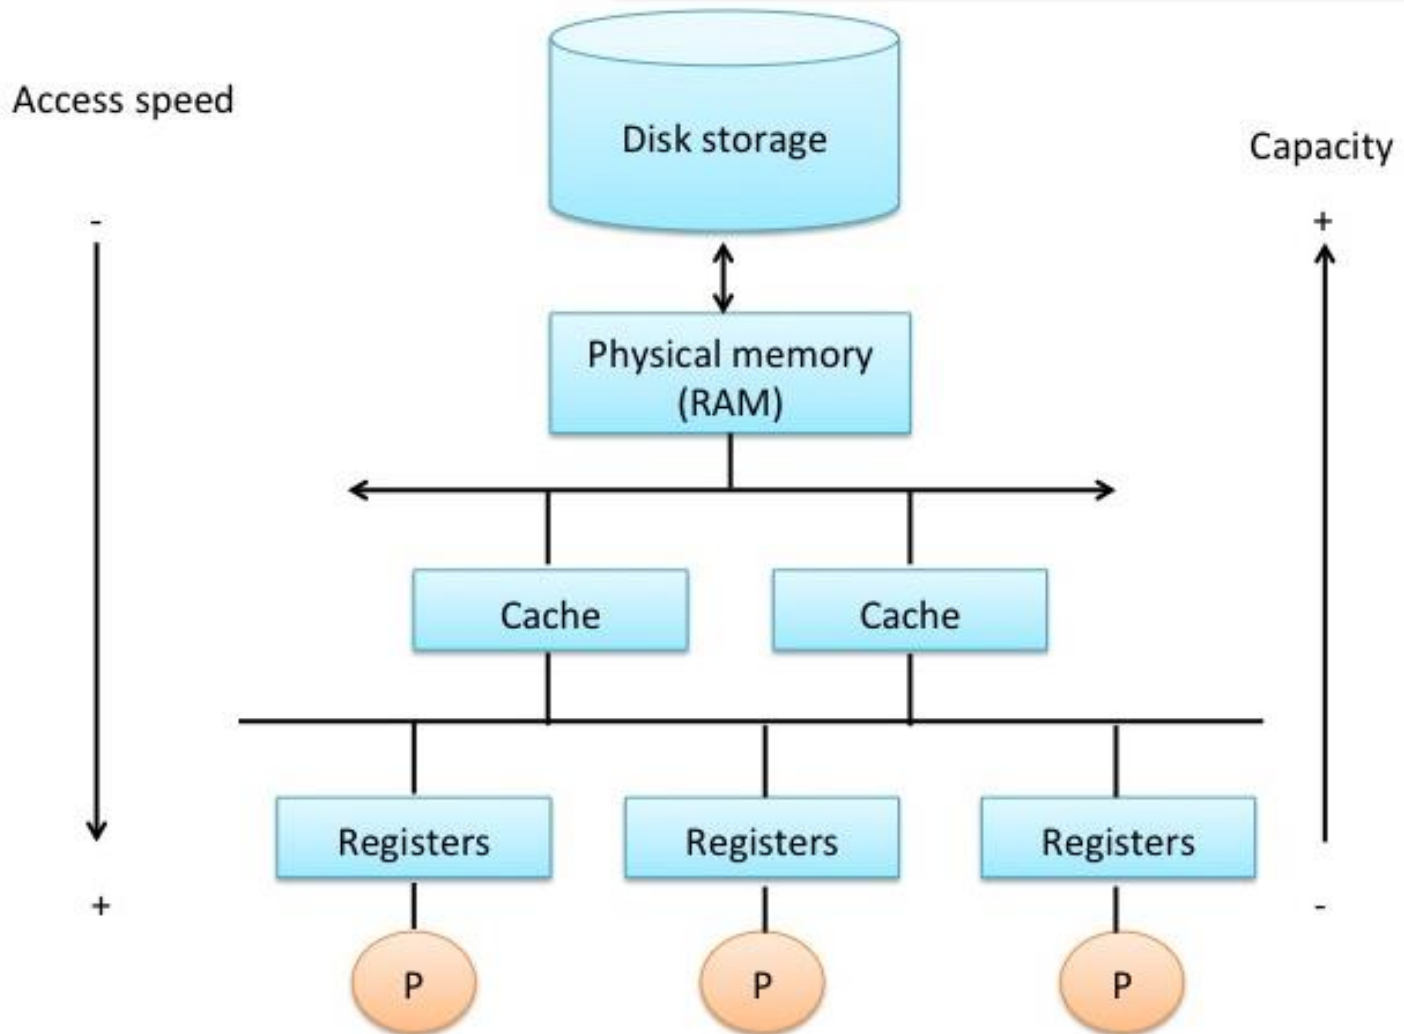 Access speed
Disk storage
Capacity
-
+
Physical memory
(RAM)
Cache
Cache
Registers
Registers
Registers
+
-
P
P
P